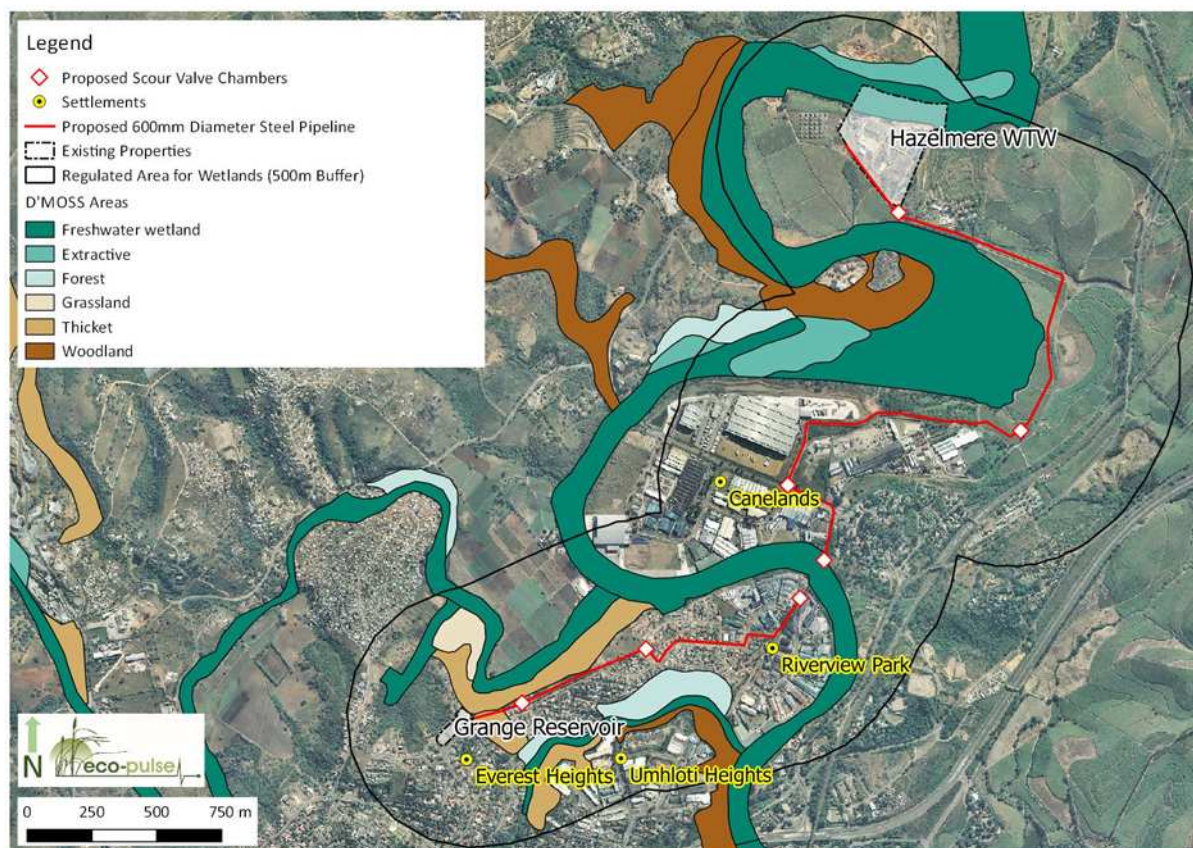 Legend
Proposed Scour Valve Chambers
Settlements
Proposed 600mm Diameter Steel Pipeline
Existing Properties
Regulated Area for Wetlands (500m Buffer)
D'MOSS Areas
Freshwater wetland
Extractive
Forest
Grassland
Thicket
Woodland
Hazelmere WTW
Canelands
Riverview Park
Grange Reservoir
Everest Heights
Umhloti Heights
N
eco-pulse
0 250 500 750 m